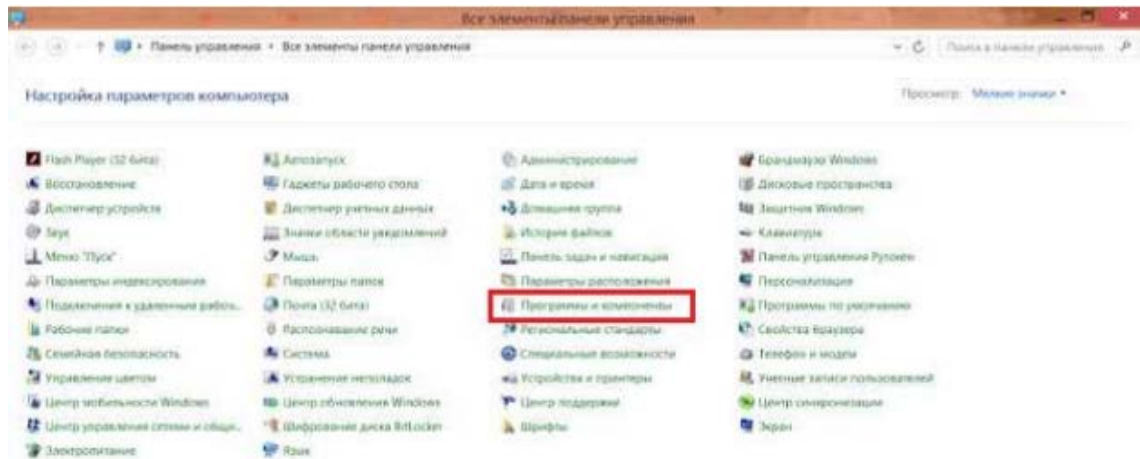 Все элементы панели управления
Панель управления Все элементы панели управления
Поиск в панели управления
Настройка параметров компьютера
Просмотр: Мелкие значки
Flash Player (32 бита)
Автозапуск
Администрирование
Брандмауэр Windows
Восстановление
Гаджеты рабочего стола
Дата и время
Дисковые пространства
Диспетчер устройств
Диспетчер учетных данных
Домашняя группа
Защитник Windows
Звук
Значки области уведомлений
История файлов
Клавиатура
Меню "Пуск"
Мышь
Панель задач и навигация
Панель управления Рутокен
Параметры индексирования
Параметры папок
Параметры расположения
Персонализация
Подключения к удаленным рабоч...
Почта (32 бита)
Программы и компоненты
Программы по умолчанию
Рабочие папки
Распознавание речи
Региональные стандарты
Свойства браузера
Семейная безопасность
Система
Специальные возможности
Телефон и модем
Управление цветом
Устранение неполадок
Устройства и принтеры
Учетные записи пользователей
Центр мобильности Windows
Центр обновления Windows
Центр поддержки
Центр синхронизации
Центр управления сетями и общи...
Шифрование диска BitLocker
Шрифты
Экран
Электропитание
Язык